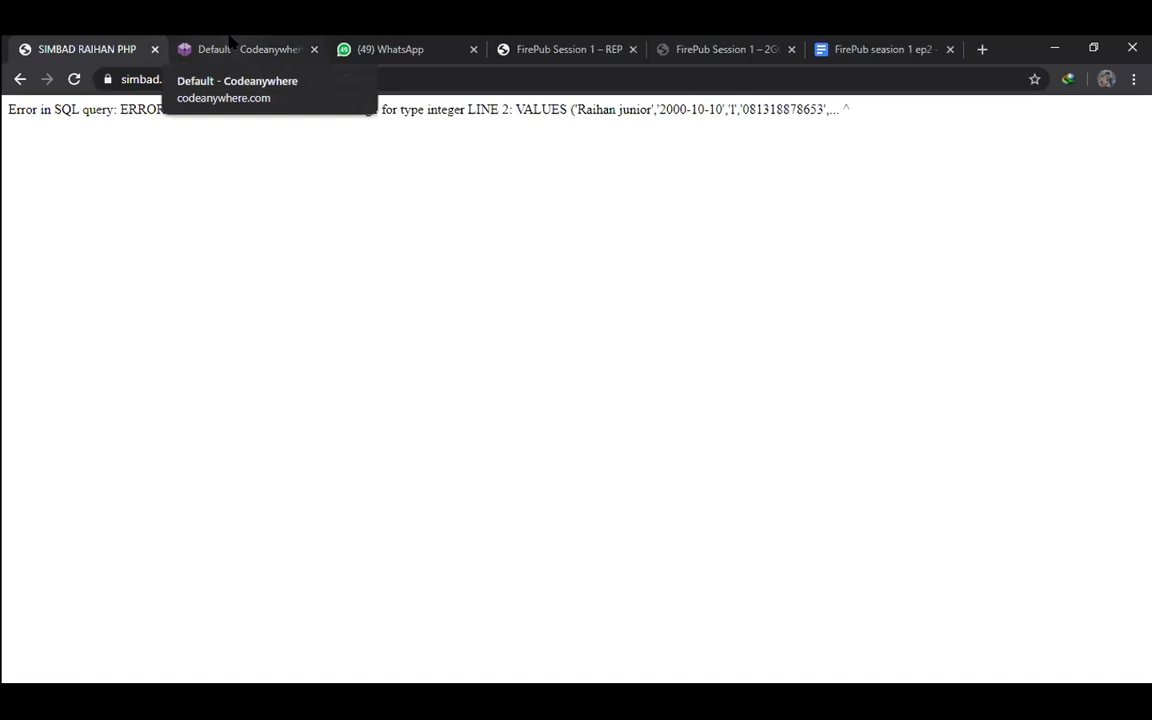 SIMBAD RAIHAN PHP
Default - Codeanywhere
(49) WhatsApp
FirePub Session 1 – REP
FirePub Session 1 – 2G
FirePub seasion 1 ep2 -
simbad.
Default - Codeanywhere
codeanywhere.com
Error in SQL query: ERROR for type integer LINE 2: VALUES ('Raihan junior','2000-10-10','l','081318878653',... ^